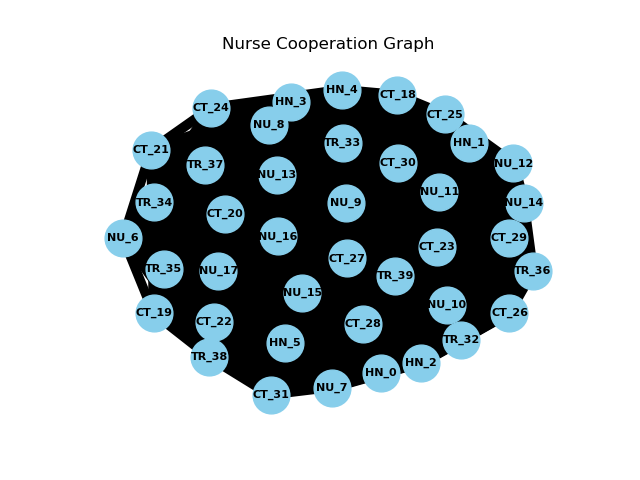 Nurse Cooperation Graph
HN_4
CT_18
HN_3
CT_24
CT_25
NU_8
TR_33
HN_1
CT_21
CT_30
NU_12
TR_37
NU_13
NU_11
TR_34
NU_9
NU_14
CT_20
NU_16
NU_6
CT_29
CT_23
CT_27
TR_35
NU_17
TR_36
TR_39
NU_15
NU_10
CT_19
CT_26
CT_22
CT_28
TR_32
HN_5
TR_38
HN_2
HN_0
NU_7
CT_31